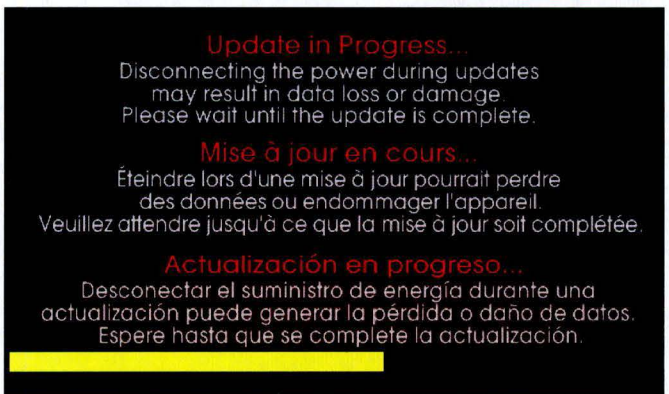 Update in Progress...
Disconnecting the power during updates
may result in data loss or damage.
Please wait until the update is complete.
Mise à jour en cours...
Éteindre lors d'une mise à jour pourrait perdre
des données ou endommager l'appareil.
Veuillez attendre jusqu'à ce que la mise à jour soit complétée.
Actualización en progreso...
Desconectar el suministro de energía durante una
actualización puede generar la pérdida o daño de datos.
Espere hasta que se complete la actualización.